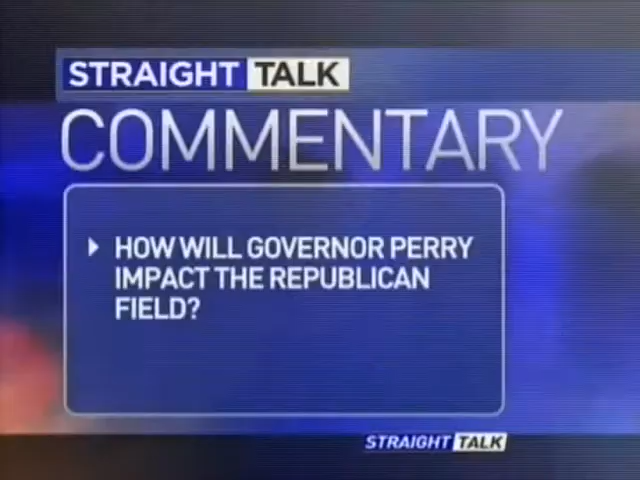 STRAIGHT TALK
COMMENTARY
HOW WILL GOVERNOR PERRY
IMPACT THE REPUBLICAN
FIELD?
STRAIGHT TALK